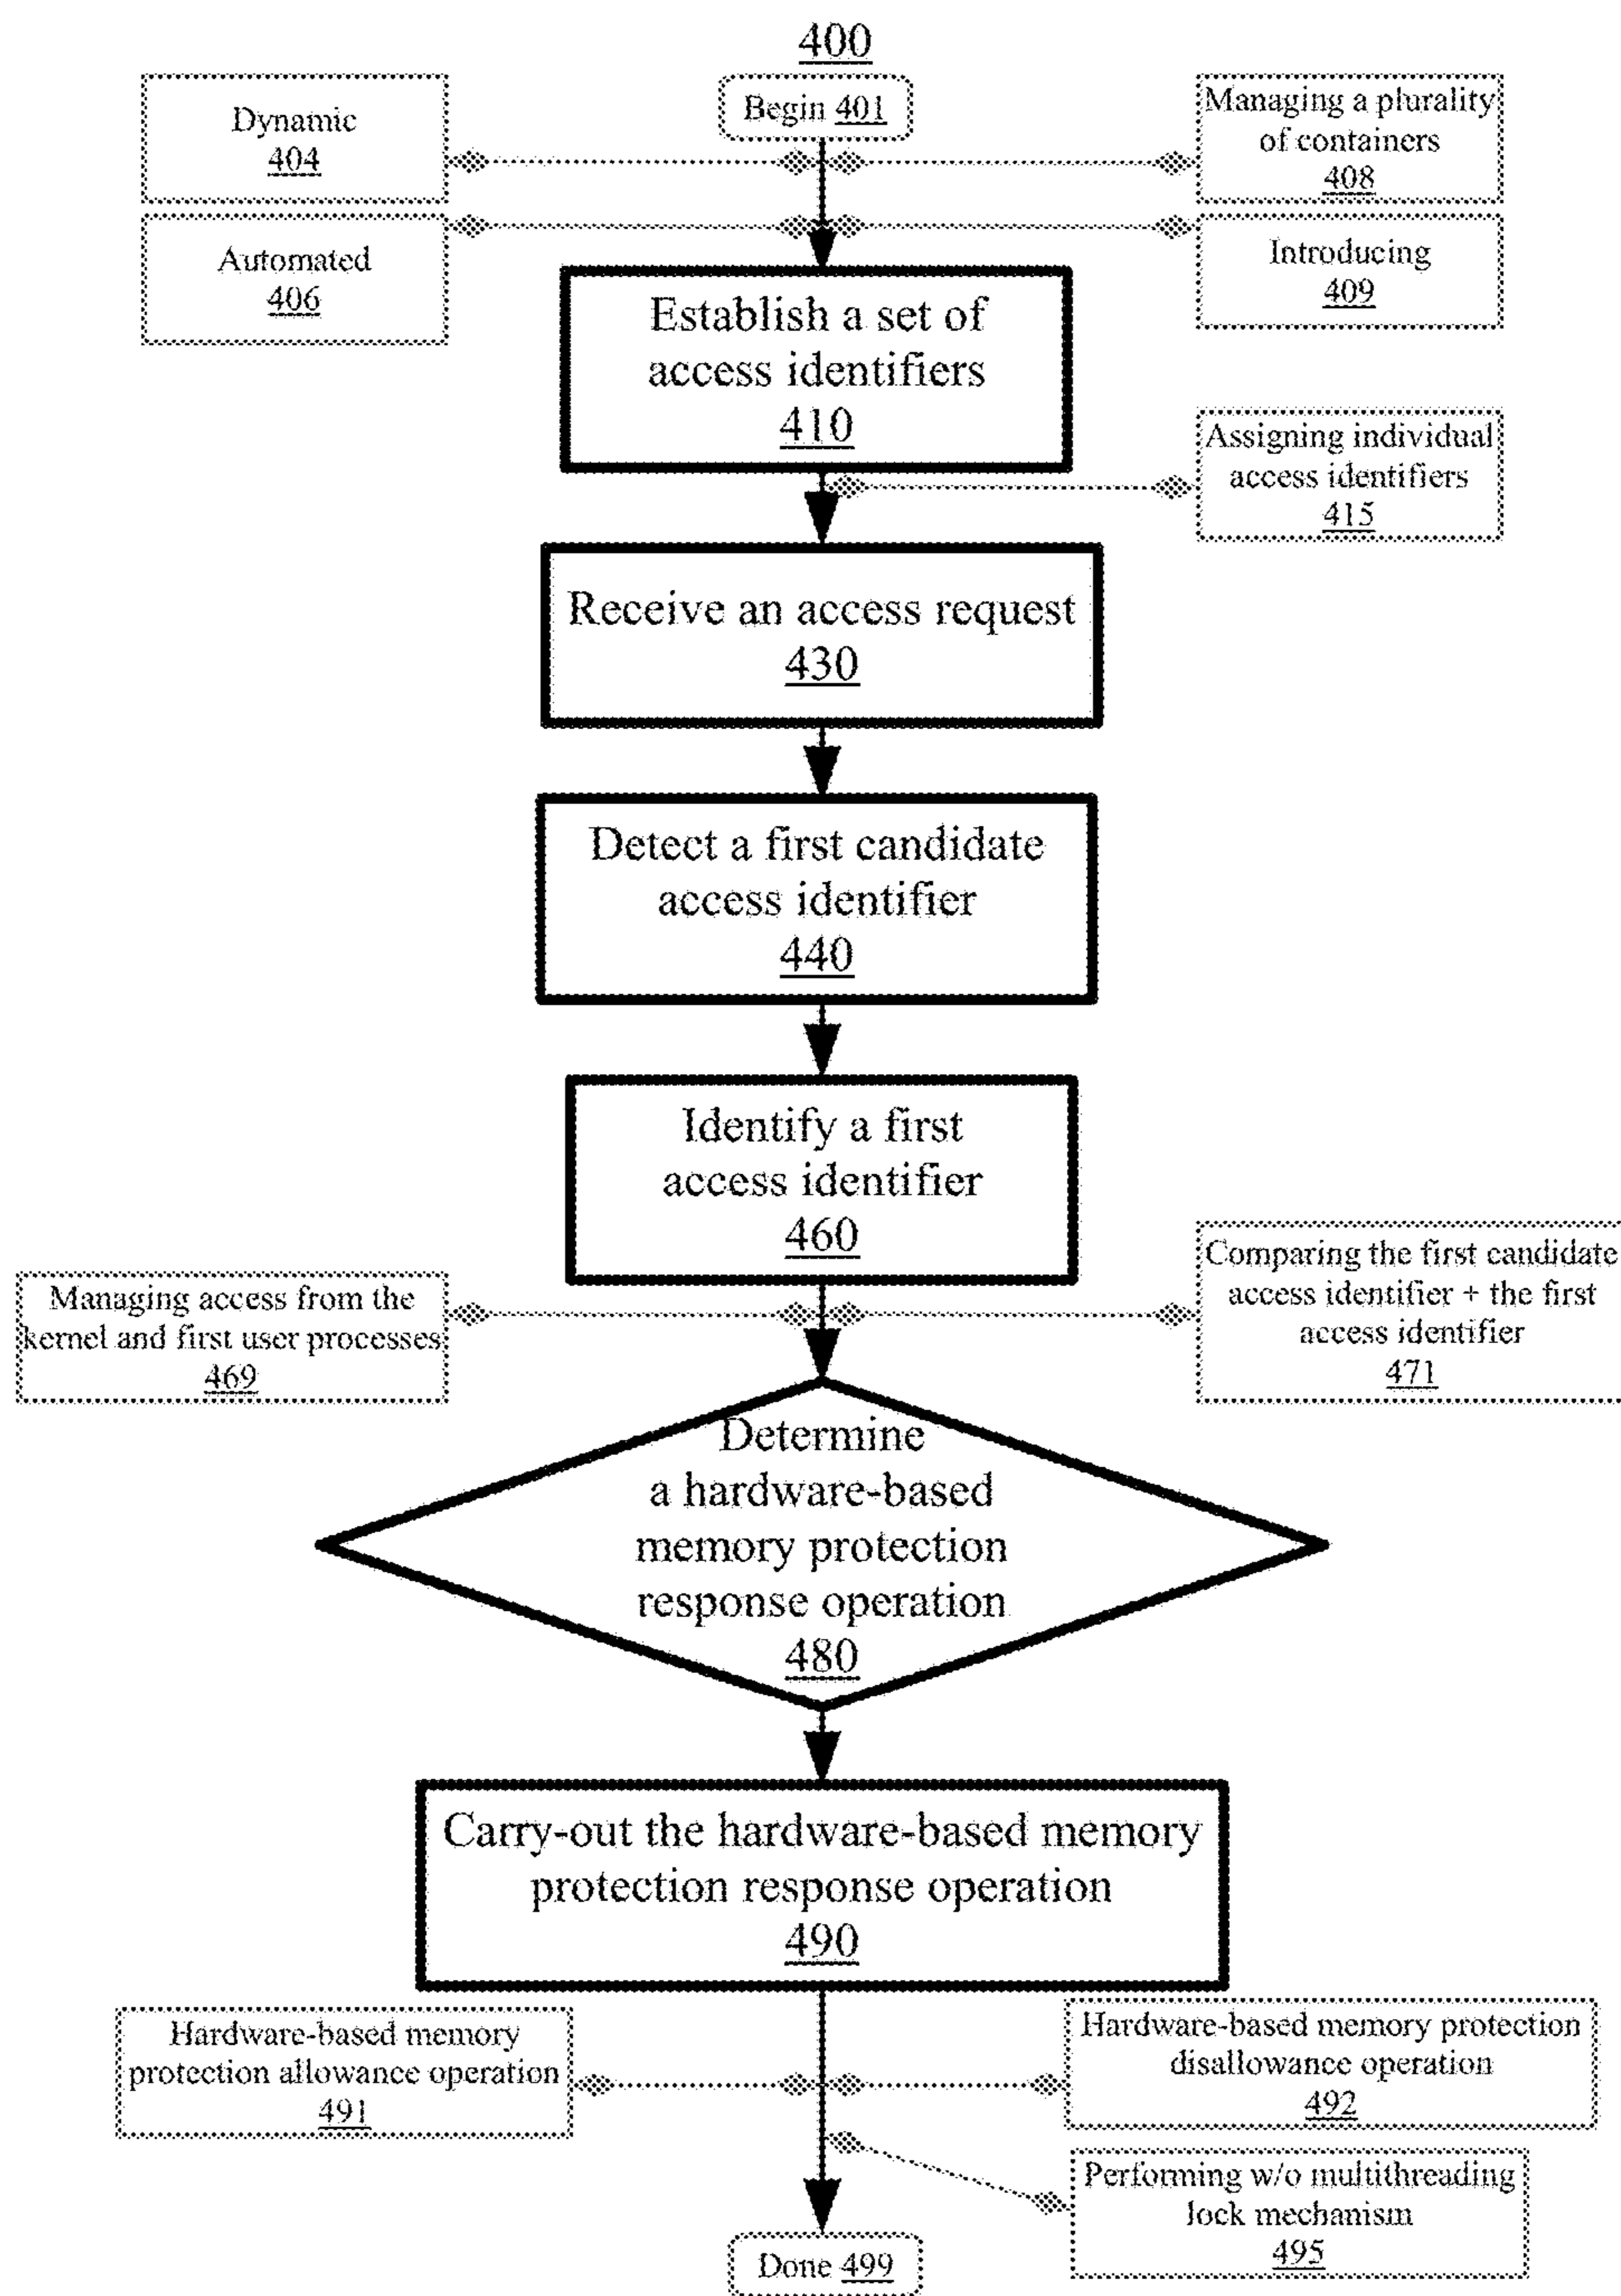 400
Begin 401
Dynamic
404
Managing a plurality
of containers
408
Automated
406
Introducing
409
Establish a set of
access identifiers
410
Assigning individual
access identifiers
415
Receive an access request
430
Detect a first candidate
access identifier
440
Identify a first
access identifier
460
Managing access from the
kernel and first user processes
469
Comparing the first candidate
access identifier + the first
access identifier
471
Determine
a hardware-based
memory protection
response operation
480
Carry-out the hardware-based memory
protection response operation
490
Hardware-based memory
protection allowance operation
491
Hardware-based memory protection
disallowance operation
492
Performing w/o multithreading
lock mechanism
495
Done 499